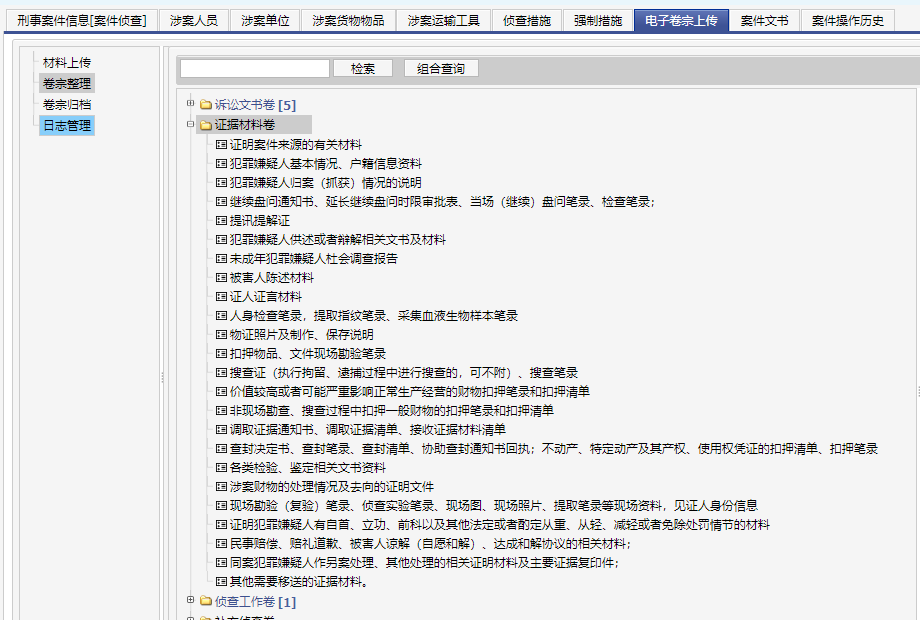 刑事案件信息[案件侦查] 涉案人员 涉案单位 涉案货物物品 涉案运输工具 侦查措施 强制措施 电子卷宗上传 案件文书 案件操作历史
材料上传
卷宗整理
卷宗归档
日志管理
检索 组合查询
诉讼文书卷 [5]
证据材料卷
证明案件来源的有关材料
犯罪嫌疑人基本情况、户籍信息资料
犯罪嫌疑人归案（抓获）情况的说明
继续盘问通知书、延长继续盘问时限审批表、当场（继续）盘问笔录、检查笔录；
提讯提解证
犯罪嫌疑人供述或者辩解相关文书及材料
未成年犯罪嫌疑人社会调查报告
被害人陈述材料
证人证言材料
人身检查笔录，提取指纹笔录、采集血液生物样本笔录
物证照片及制作、保存说明
扣押物品、文件现场勘验笔录
搜查证（执行拘留、逮捕过程中进行搜查的，可不附）、搜查笔录
价值较高或者可能严重影响正常生产经营的财物扣押笔录和扣押清单
非现场勘查、搜查过程中扣押一般财物的扣押笔录和扣押清单
调取证据通知书、调取证据清单、接收证据材料清单
查封决定书、查封笔录、查封清单、协助查封通知书回执；不动产、特定动产及其产权、使用权凭证的扣押清单、扣押笔录
各类检验、鉴定相关文书资料
涉案财物的处理情况及去向的证明文件
现场勘验（复验）笔录、侦查实验笔录、现场图、现场照片、提取笔录等现场资料，见证人身份信息
证明犯罪嫌疑人有自首、立功、前科以及其他法定或者酌定从重、从轻、减轻或者免除处罚情节的材料
民事赔偿、赔礼道歉、被害人谅解（自愿和解）、达成和解协议的相关材料；
同案犯罪嫌疑人作另案处理、其他处理的相关证明材料及主要证据复印件；
其他需要移送的证据材料。
侦查工作卷 [1]